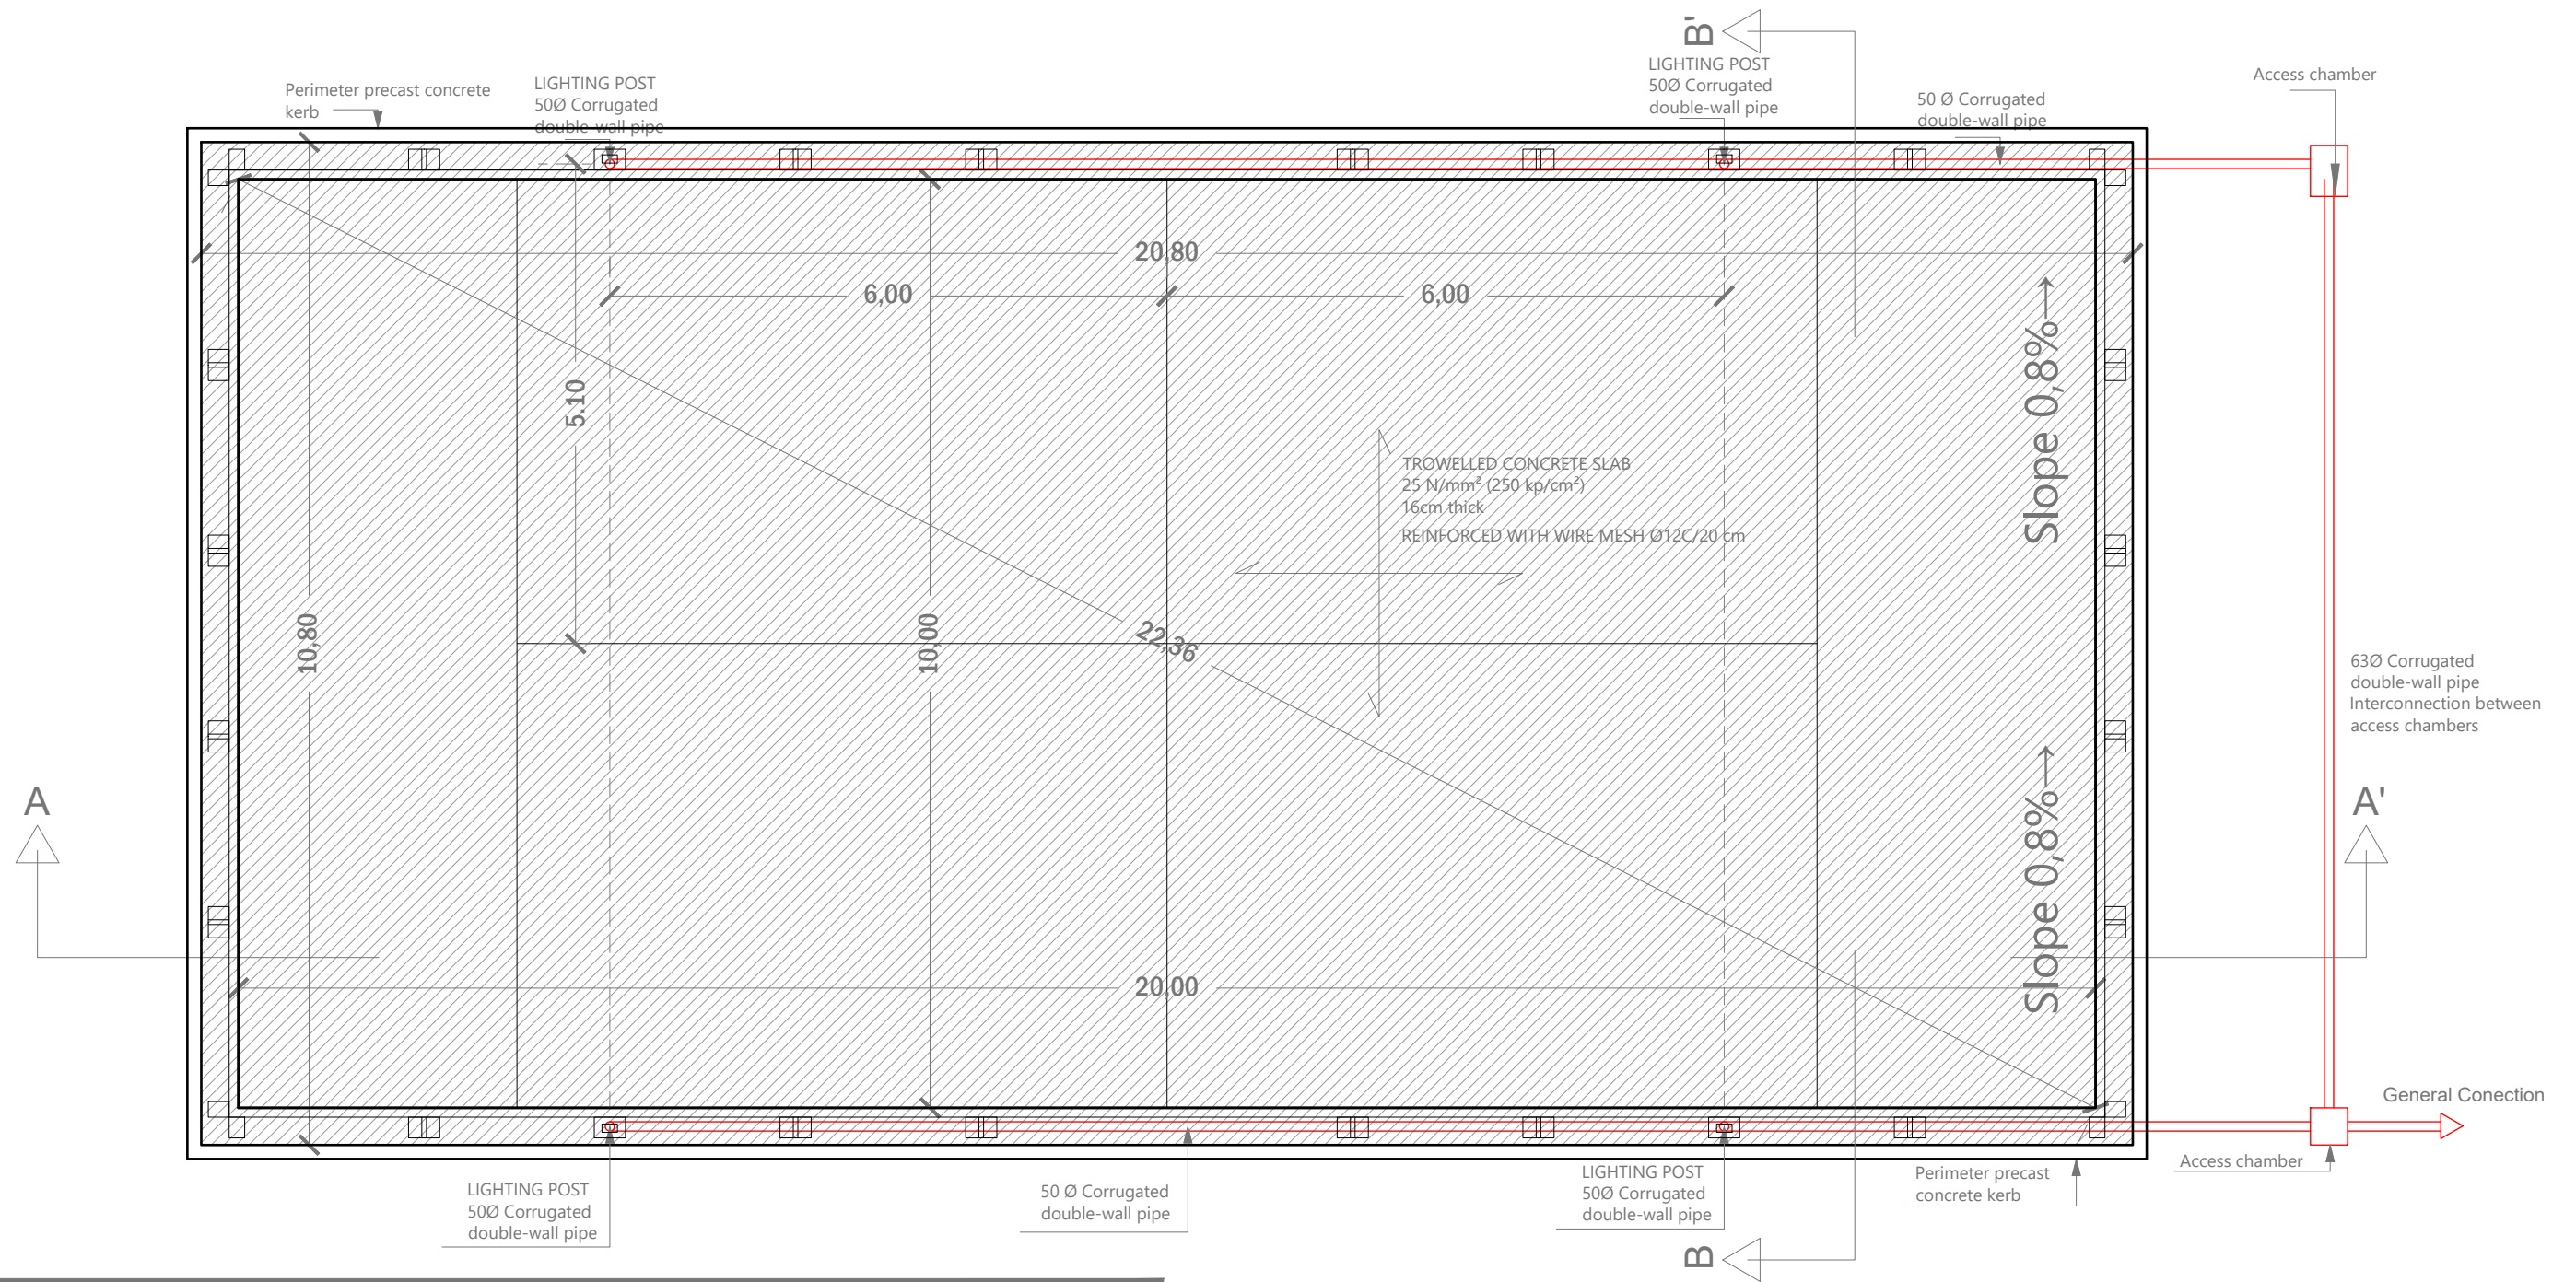 B'
LIGHTING POST
50Ø Corrugated
double-wall pipe
Access chamber
Perimeter precast concrete
kerb
LIGHTING POST
50Ø Corrugated
double-wall pipe
50 Ø Corrugated
double-wall pipe
20,80
6,00
6,00
5.10
Slope 0,8%→
TROWELLED CONCRETE SLAB
25 N/mm² (250 kp/cm²)
16cm thick
REINFORCED WITH WIRE MESH Ø12C/20 cm
10,80
10,00
22,36
63Ø Corrugated
double-wall pipe
Interconnection between
access chambers
A
A'
Slope 0,8%→
20,00
General Conection
Access chamber
LIGHTING POST
50Ø Corrugated
double-wall pipe
50 Ø Corrugated
double-wall pipe
LIGHTING POST
50Ø Corrugated
double-wall pipe
Perimeter precast
concrete kerb
B